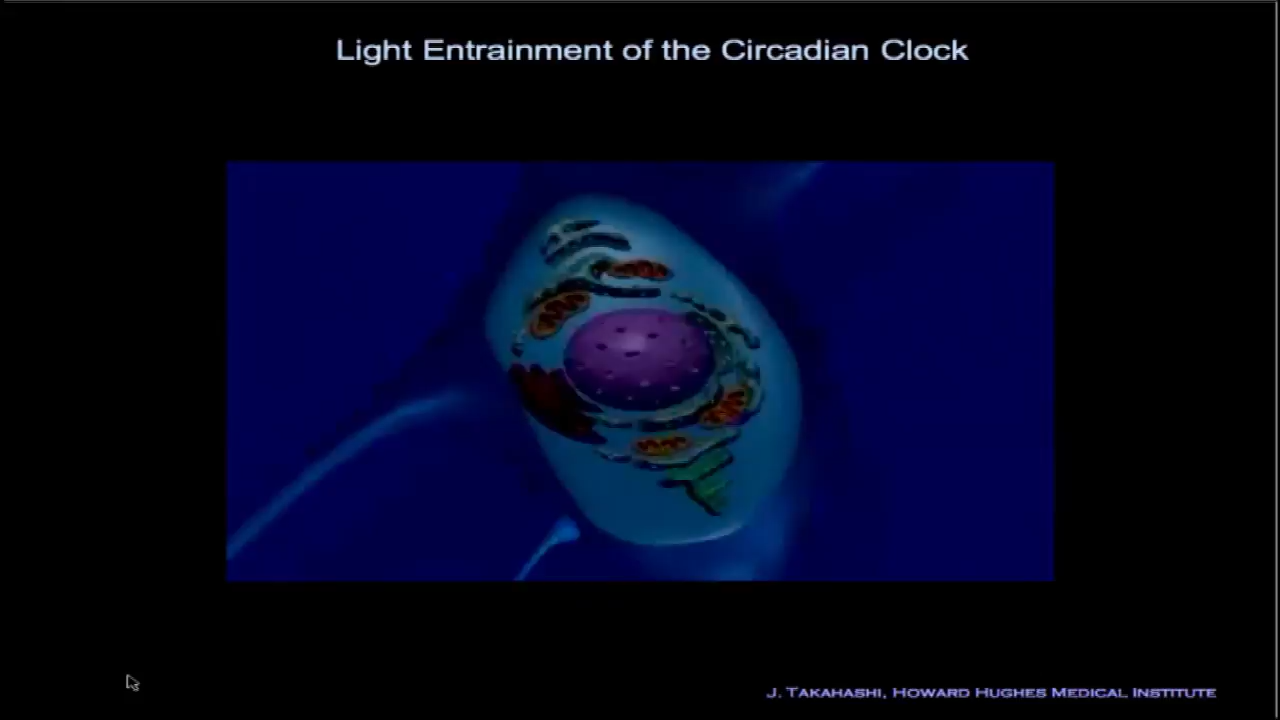 Light Entrainment of the Circadian Clock
J. Takahashi, Howard Hughes Medical Institute